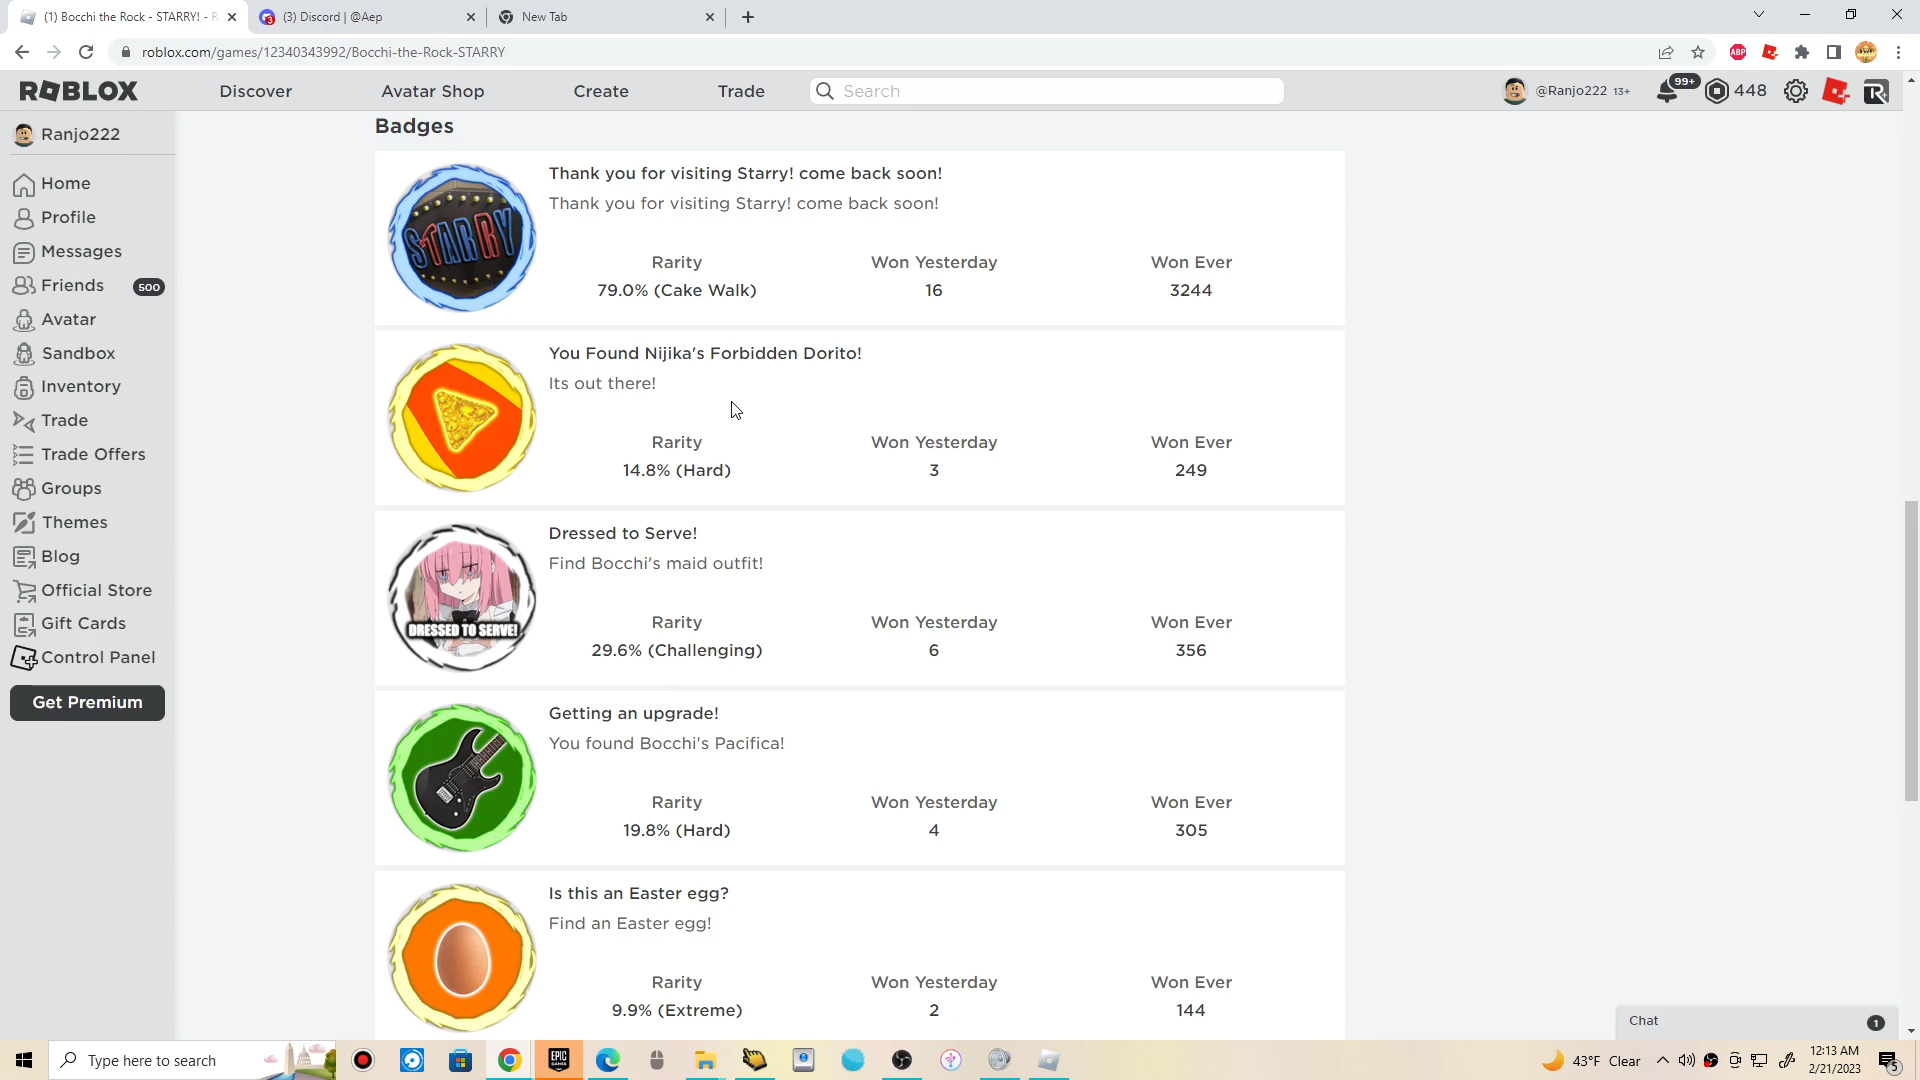 (1) Bocchi the Rock - STARRY! - R
(3) Discord | @Aep
New Tab
roblox.com/games/12340343992/Bocchi-the-Rock-STARRY
ABP
ROBLOX
Discover
Avatar Shop
Create
Trade
Search
@Ranjo222 13+
99+
448
Ranjo222
Home
Profile
Messages
Friends 500
Avatar
Sandbox
Inventory
Trade
Trade Offers
Groups
Themes
Blog
Official Store
Gift Cards
Control Panel
Get Premium
Badges
STARRY
Thank you for visiting Starry! come back soon!
Thank you for visiting Starry! come back soon!
Rarity Won Yesterday Won Ever
79.0% (Cake Walk) 16 3244
You Found Nijika's Forbidden Dorito!
Its out there!
Rarity Won Yesterday Won Ever
14.8% (Hard) 3 249
DRESSED TO SERVE!
Dressed to Serve!
Find Bocchi's maid outfit!
Rarity Won Yesterday Won Ever
29.6% (Challenging) 6 356
Getting an upgrade!
You found Bocchi's Pacifica!
Rarity Won Yesterday Won Ever
19.8% (Hard) 4 305
Is this an Easter egg?
Find an Easter egg!
Rarity Won Yesterday Won Ever
9.9% (Extreme) 2 144
Chat 1
Type here to search
EPIC GAMES
43°F Clear
12:13 AM
2/21/2023
5